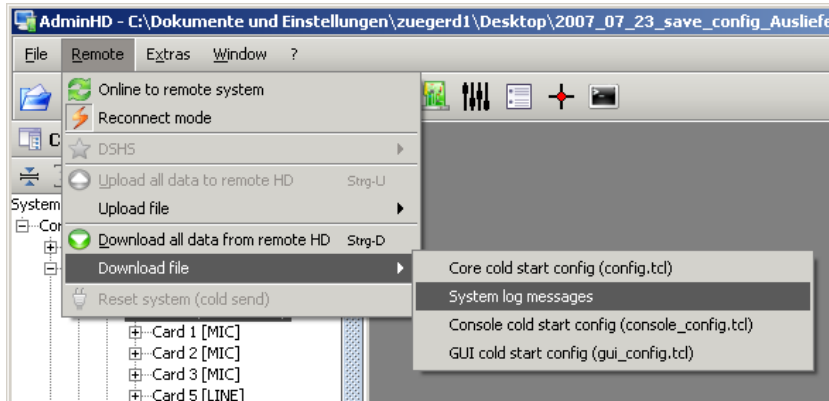 AdminHD - C:\Dokumente und Einstellungen\zuegerd1\Desktop\2007_07_23_save_config_Ausliefe
File Remote Extras Window ?
Online to remote system
Reconnect mode
C
DSHS
Upload all data to remote HD Strg-U
System
Upload file
Cor
Download all data from remote HD Strg-D
Download file
Core cold start config (config.tcl)
Reset system (cold send)
System log messages
Console cold start config (console_config.tcl)
GUI cold start config (gui_config.tcl)
Card 1 [MIC]
Card 2 [MIC]
Card 3 [MIC]
Card 5 [LINE]